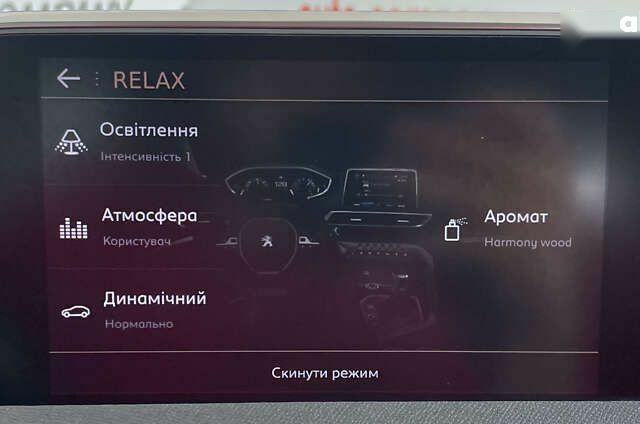 RELAX
Освітлення
Інтенсивність 1
Атмосфера
Користувач
Аромат
Harmony wood
Динамічний
Нормально
Скинути режим